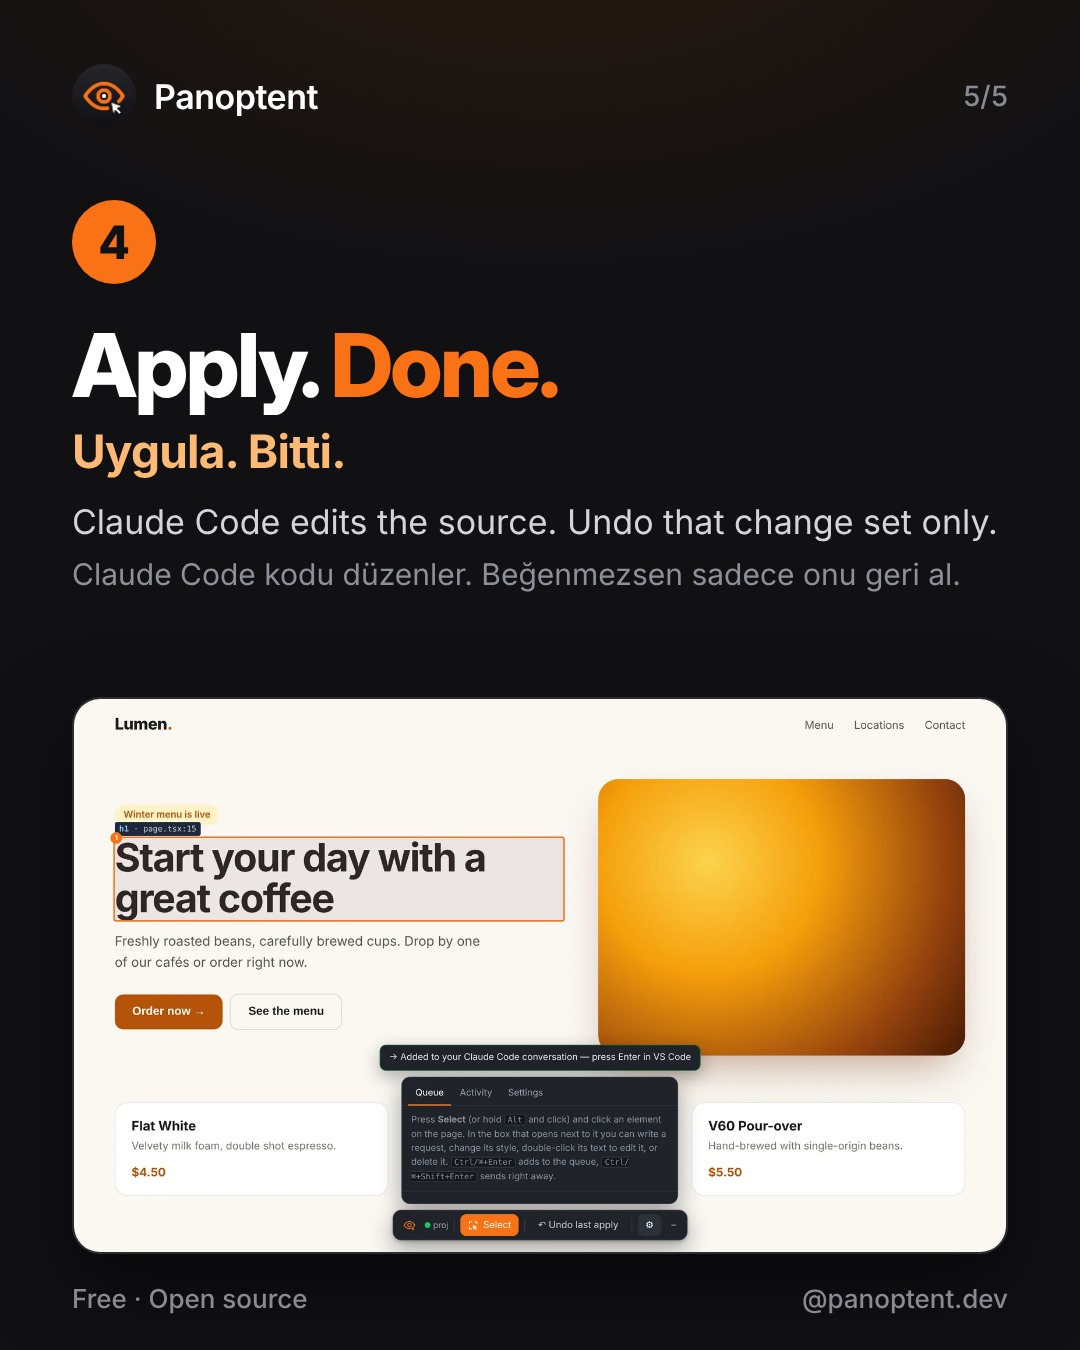 Panoptent
5/5
4
Apply. Done.
Uygula. Bitti.
Claude Code edits the source. Undo that change set only.
Claude Code kodu düzenler. Beğenmezsen sadece onu geri al.
Lumen.
Menu Locations Contact
Winter menu is live
h1 · page.tsx:15
1
Start your day with a
great coffee
Freshly roasted beans, carefully brewed cups. Drop by one
of our cafés or order right now.
Order now →
See the menu
→ Added to your Claude Code conversation — press Enter in VS Code
Queue Activity Settings
Press Select (or hold Alt and click) and click an element
on the page. In the box that opens next to it you can write a
request, change its style, double-click its text to edit it, or
delete it. Ctrl/⌘+Enter adds to the queue, Ctrl/
⌘+Shift+Enter sends right away.
Flat White
Velvety milk foam, double shot espresso.
$4.50
V60 Pour-over
Hand-brewed with single-origin beans.
$5.50
proj Select ↶ Undo last apply ⚙ –
Free · Open source
@panoptent.dev